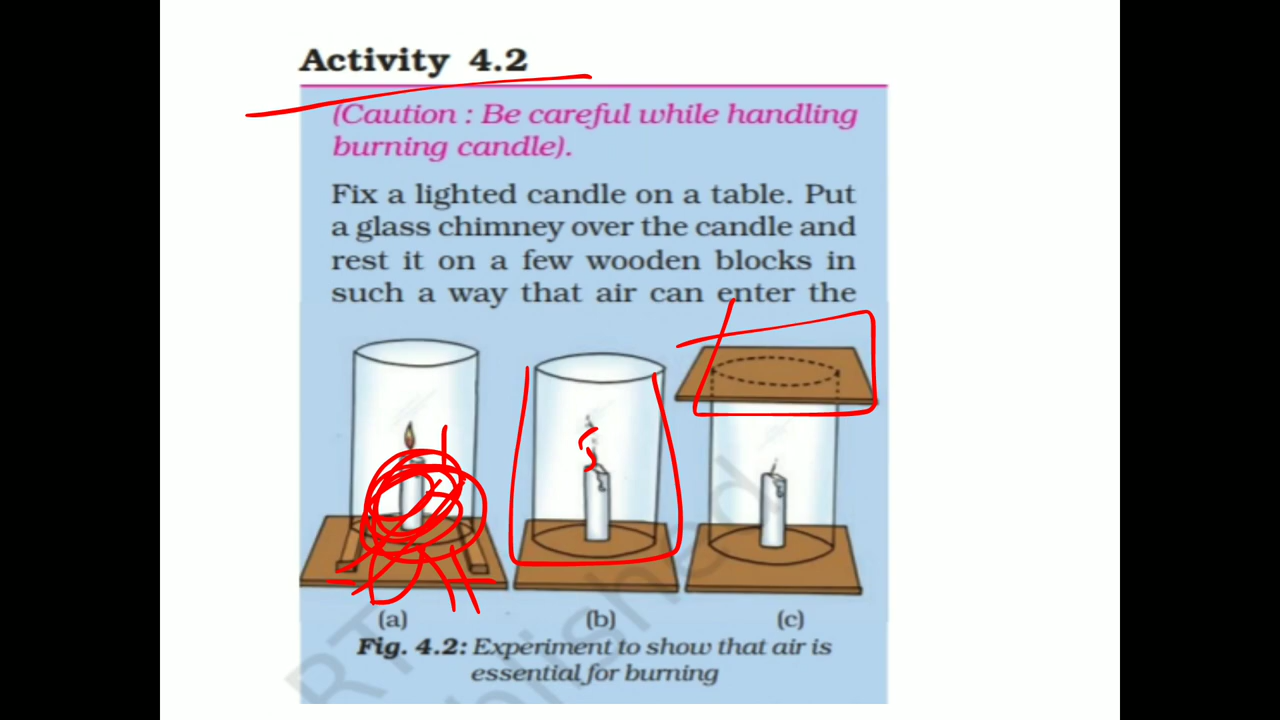 Activity 4.2
(Caution : Be careful while handling
burning candle).
Fix a lighted candle on a table. Put
a glass chimney over the candle and
rest it on a few wooden blocks in
such a way that air can enter the
(a) (b) (c)
Fig. 4.2: Experiment to show that air is
essential for burning